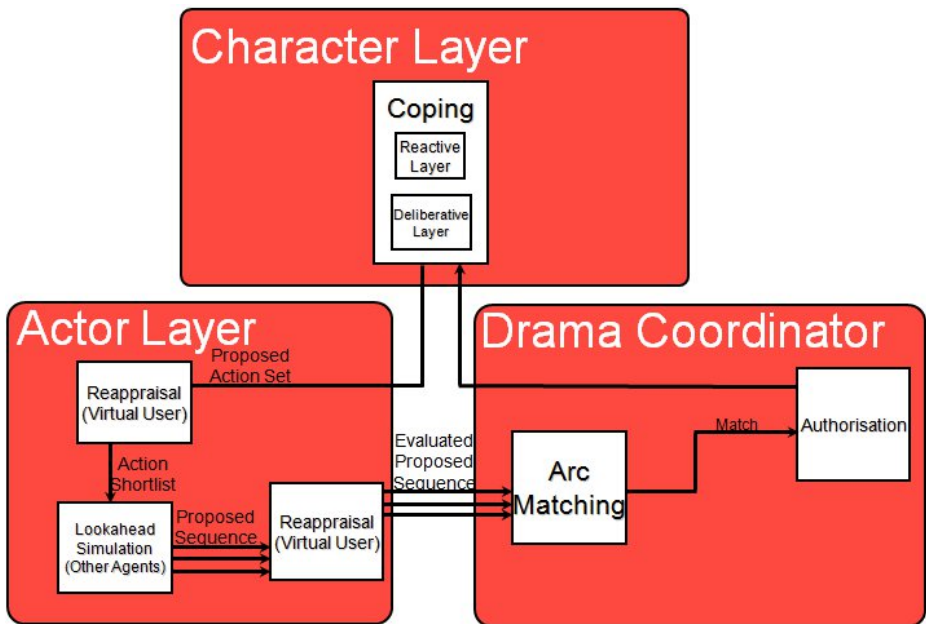 Character Layer
Coping
Reactive
Layer
Deliberative
Layer
Actor Layer
Proposed
Action Set
Reappraisal
(Virtual User)
Action
Shortlist
Lookahead
Simulation
(Other Agents)
Proposed
Sequence
Reappraisal
(Virtual User)
Evaluated
Proposed
Sequence
Drama Coordinator
Arc
Matching
Match
Authorisation